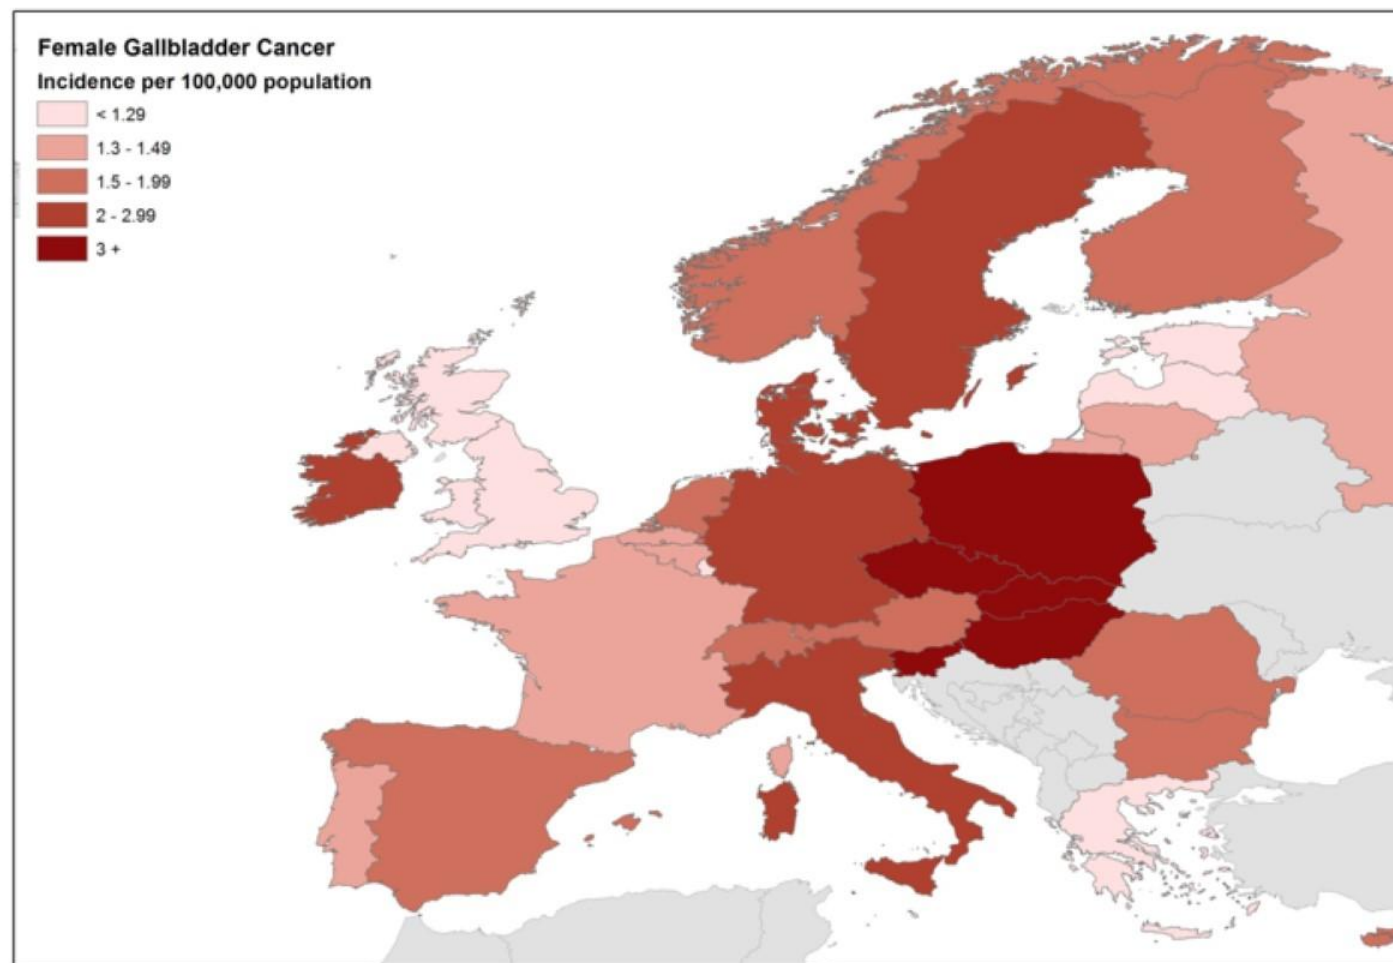 Female Gallbladder Cancer
Incidence per 100,000 population
< 1.29
1.3 - 1.49
1.5 - 1.99
2 - 2.99
3 +